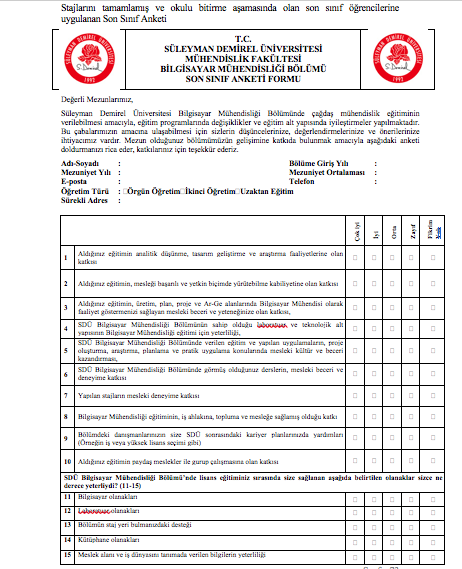 Stajlarını tamamlamış ve okulu bitirme aşamasında olan son sınıf öğrencilerine
uygulanan Son Sınıf Anketi
T.C.
SÜLEYMAN DEMİREL ÜNİVERSİTESİ
MÜHENDİSLİK FAKÜLTESİ
BİLGİSAYAR MÜHENDİSLİĞİ BÖLÜMÜ
SON SINIF ANKETİ FORMU
Değerli Mezunlarımız,
Süleyman Demirel Üniversitesi Bilgisayar Mühendisliği Bölümünde çağdaş mühendislik eğitiminin
verilebilmesi amacıyla, eğitim programlarında değişiklikler ve eğitim alt yapısında iyileştirmeler yapılmaktadır.
Bu çabalarımızın amacına ulaşabilmesi için sizlerin düşüncelerinize, değerlendirmelerinize ve önerilerinize
ihtiyacımız vardır. Mezun olduğunuz bölümümüzün gelişimine katkıda bulunmak amacıyla aşağıdaki anketi
doldurmanızı rica eder, katkılarınız için teşekkür ederiz.
Adı-Soyadı : Bölüme Giriş Yılı :
Mezuniyet Yılı : Mezuniyet Ortalaması :
E-posta : Telefon :
Öğretim Türü : Örgün Öğretim İkinci Öğretim Uzaktan Eğitim
Sürekli Adres :
Çok iyi İyi Orta Zayıf Fikrim Yok
1 Aldığınız eğitimin analitik düşünme, tasarım geliştirme ve araştırma faaliyetlerine olan
katkısı
2 Aldığınız eğitimin, mesleği başarılı ve yetkin biçimde yürütebilme kabiliyetine olan katkısı
3 Aldığınız eğitimin, üretim, plan, proje ve Ar-Ge alanlarında Bilgisayar Mühendisi olarak
faaliyet göstermenizi sağlayan mesleki beceri ve yeteneğinize olan katkısı,
4 SDÜ Bilgisayar Mühendisliği Bölümünün sahip olduğu ve teknolojik alt
yapısının Bilgisayar Mühendisliği eğitimi için yeterliliği,
5 SDÜ Bilgisayar Mühendisliği Bölümünde verilen eğitim ve yapılan uygulamaların, proje
oluşturma, araştırma, planlama ve pratik uygulama konularında mesleki kültür ve beceri
kazandırması,
6 SDÜ Bilgisayar Mühendisliği Bölümünde görmüş olduğunuz derslerin, mesleki beceri ve
deneyime katkısı
7 Yapılan stajların mesleki deneyime katkısı
8 Bilgisayar Mühendisliği eğitiminin, iş ahlakına, topluma ve mesleğe sağlamış olduğu katkı
9 Bölümdeki danışmanlarınızın size SDÜ sonrasındaki kariyer planlarınızda yardımları
(Örneğin iş veya yüksek lisans seçimi gibi)
10 Aldığınız eğitimin paydaş meslekler ile gurup çalışmasına olan katkısı
SDÜ Bilgisayar Mühendisliği Bölümü'nde lisans eğitiminiz sırasında size sağlanan aşağıda belirtilen olanaklar sizce ne
derece yeterliydi? (11-15)
11 Bilgisayar olanakları
12 olanakları
13 Bölümün staj yeri bulmanızdaki desteği
14 Kütüphane olanakları
15 Meslek alanı ve iş dünyasını tanımada verilen bilgilerin yeterliliği